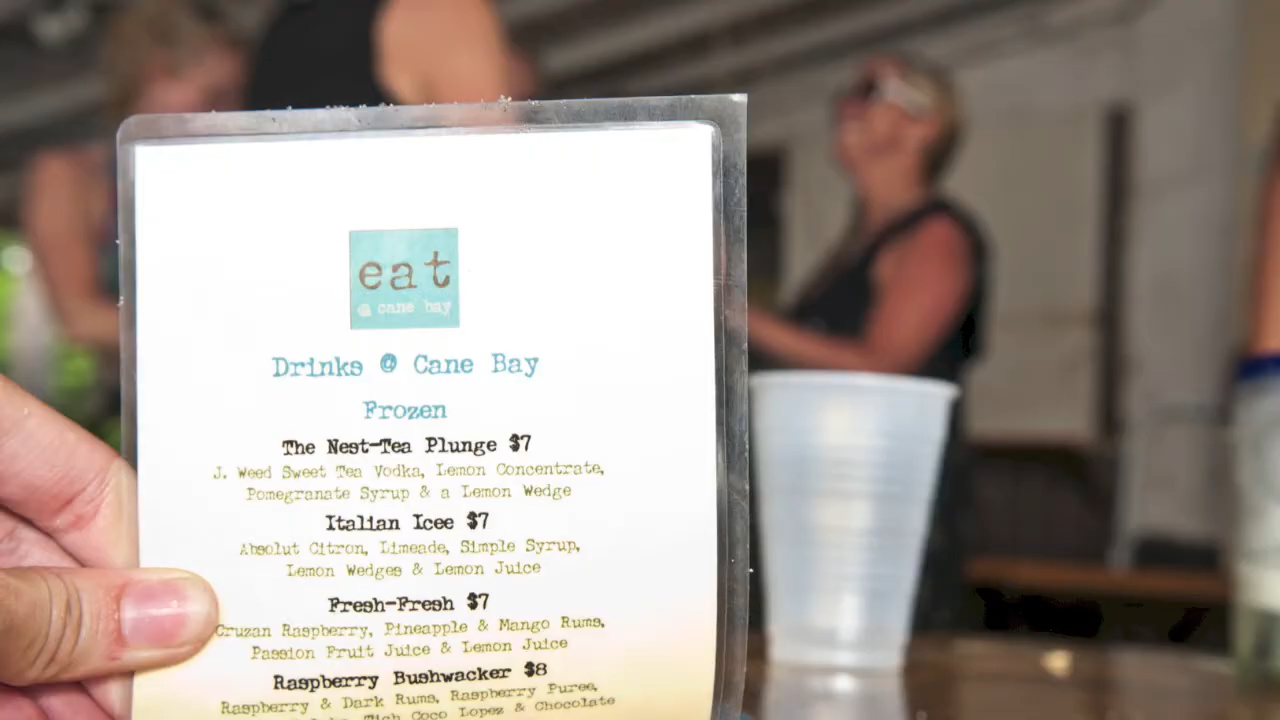 eat
@ cane bay
Drinks @ Cane Bay
Frozen
The Nest-Tea Plunge $7
J. Weed Sweet Tea Vodka, Lemon Concentrate,
Pomegranate Syrup & a Lemon Wedge
Italian Icee $7
Absolut Citron, Limeade, Simple Syrup,
Lemon Wedges & Lemon Juice
Fresh-Fresh $7
Cruzan Raspberry, Pineapple & Mango Rums,
Passion Fruit Juice & Lemon Juice
Raspberry Bushwacker $8
Raspberry & Dark Rums, Raspberry Puree,
Coco Lopez & Chocolate